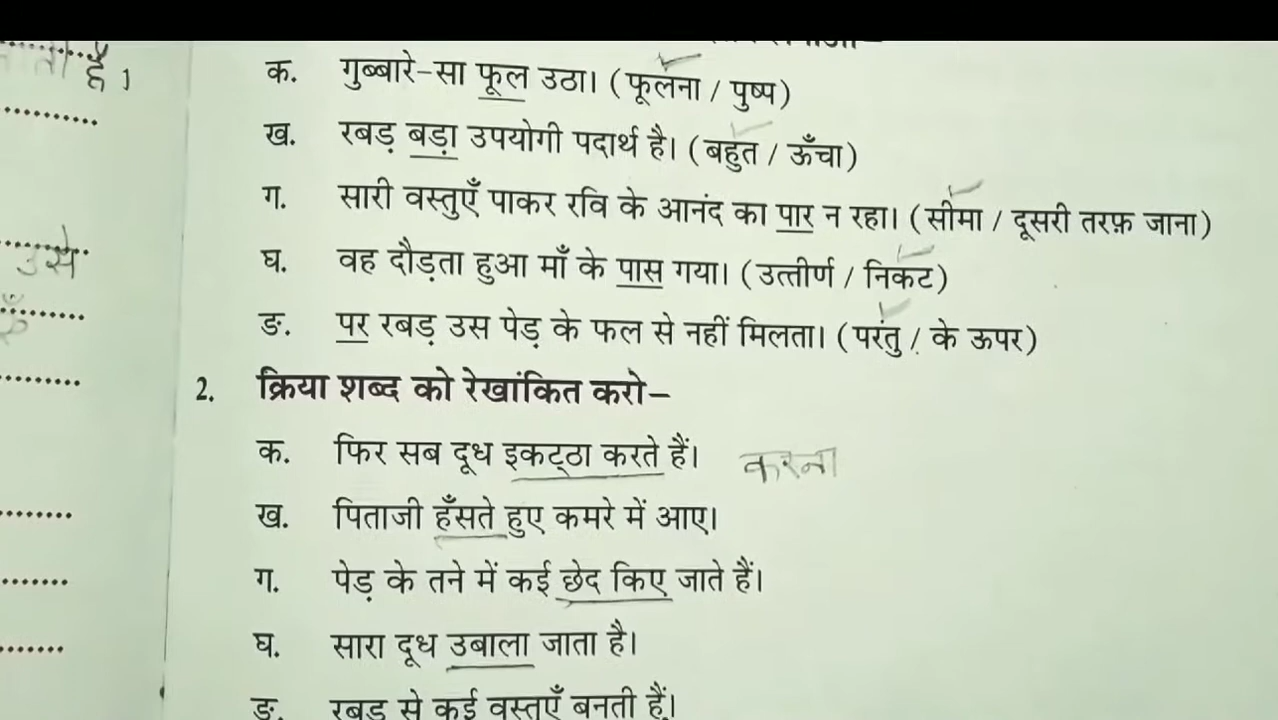 है।
क. गुब्बारे-सा फूल उठा। (फूलना / पुष्प)
ख. रबड़ बड़ा उपयोगी पदार्थ है। (बहुत / ऊँचा)
ग. सारी वस्तुएँ पाकर रवि के आनंद का पार न रहा। (सीमा / दूसरी तरफ़ जाना)
उसे
घ. वह दौड़ता हुआ माँ के पास गया। (उत्तीर्ण / निकट)
ङ. पर रबड़ उस पेड़ के फल से नहीं मिलता। (परंतु / के ऊपर)
2. क्रिया शब्द को रेखांकित करो–
क. फिर सब दूध इकट्ठा करते हैं। करना
ख. पिताजी हँसते हुए कमरे में आए।
ग. पेड़ के तने में कई छेद किए जाते हैं।
घ. सारा दूध उबाला जाता है।
ङ. रबड़ से कई वस्तुएँ बनती हैं।